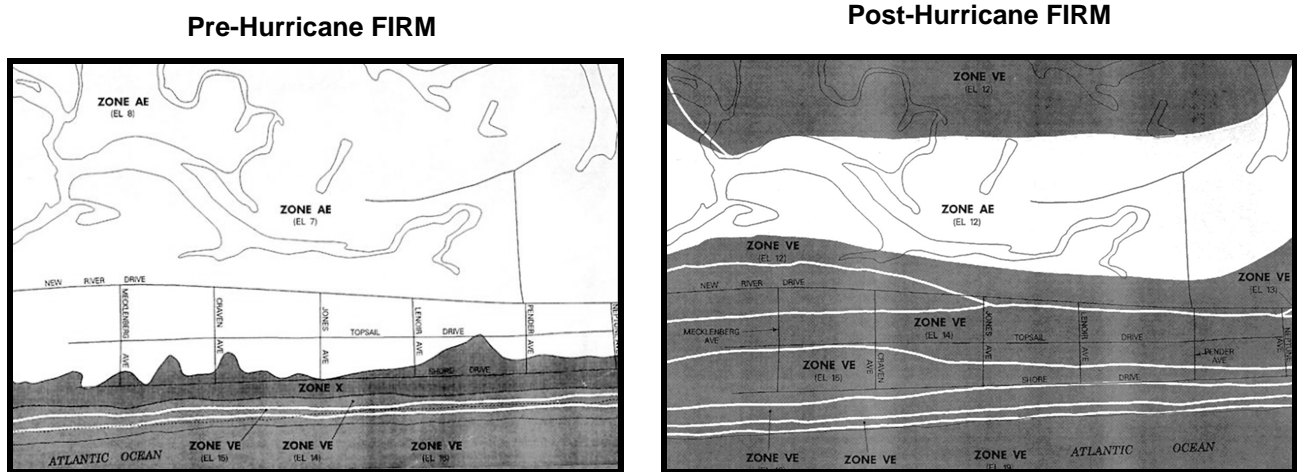 Pre-Hurricane FIRM
ZONE AE
(EL 8)
ZONE AE
(EL 7)
NEW RIVER DRIVE
MECKLENBERG AVE
CRAVEN AVE
JONES AVE
TOPSAIL DRIVE
LENOIR AVE
PENDER AVE
SHORE DRIVE
ZONE X
ZONE VE
(EL 15)
ZONE VE
(EL 14)
ZONE VE
ATLANTIC OCEAN
Post-Hurricane FIRM
ZONE VE
(EL 12)
ZONE AE
(EL 12)
ZONE VE
(EL 12)
ZONE VE
(EL 13)
NEW RIVER DRIVE
MECKLENBERG
AVE
ZONE VE
(EL 14)
JONES AVE
TOPSAIL DRIVE
LENOIR AVE
PENDER
AVE
CRAVEN
AVE
ZONE VE
SHORE DRIVE
ZONE VE
ZONE VE
ZONE VE
(EL 19)
ATLANTIC OCEAN